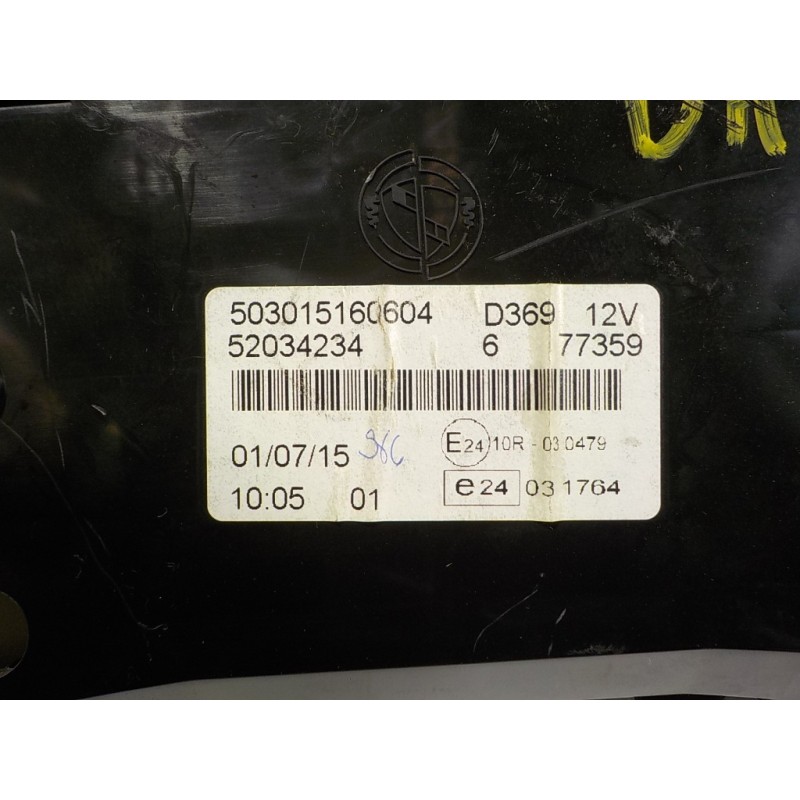 503015160604 D369 12V
52034234 6 77359
01/07/15
E24 10R - 03 0479
10:05 01
e24 03 1764